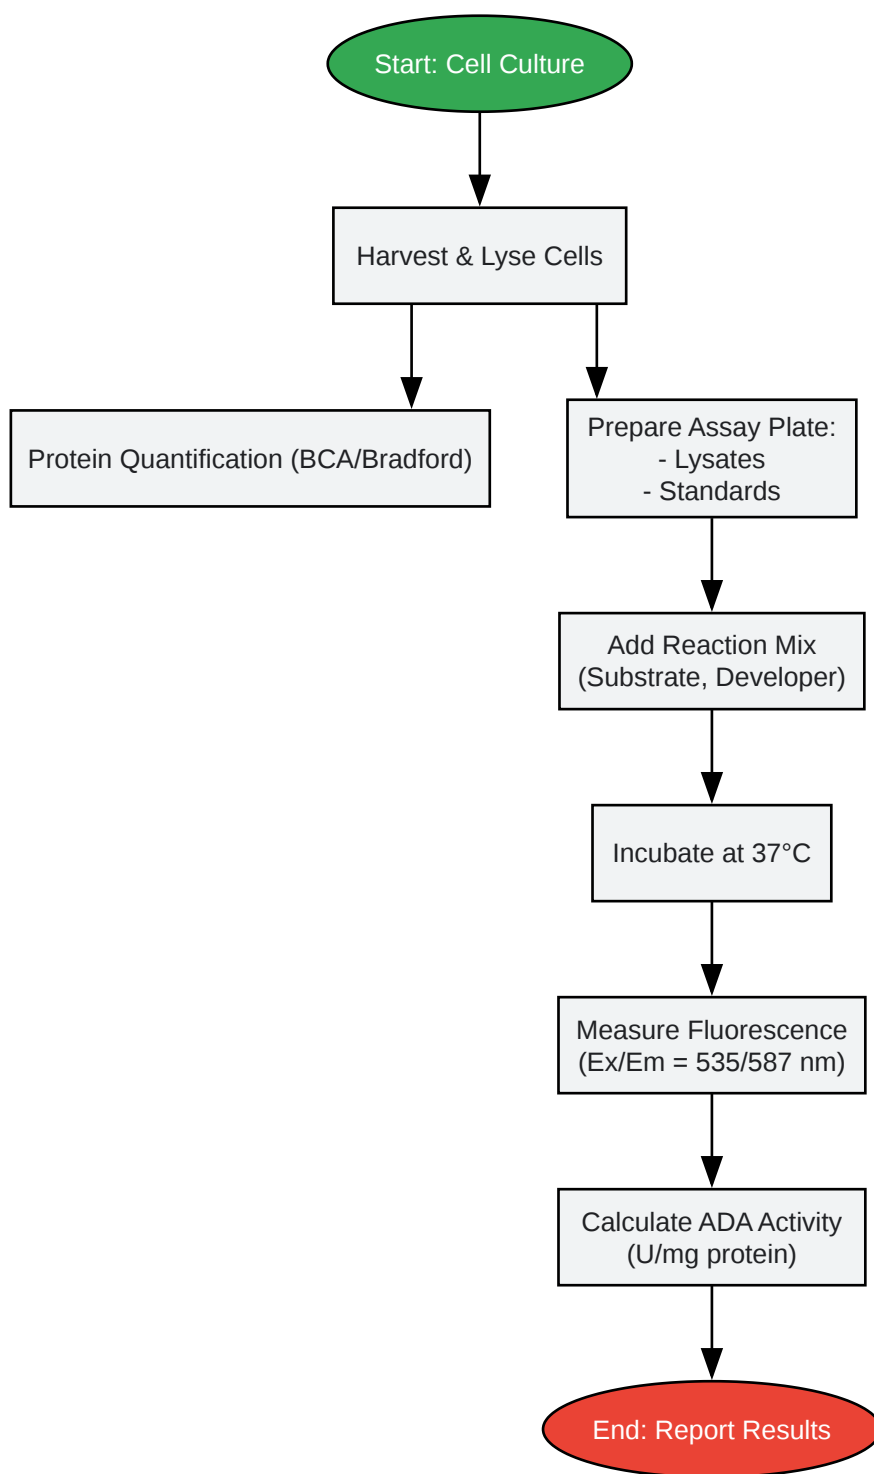 Start: Cell Culture
Harvest & Lyse Cells
Protein Quantification (BCA/Bradford)
Prepare Assay Plate:
- Lysates
- Standards
Add Reaction Mix
(Substrate, Developer)
Incubate at 37°C
Measure Fluorescence
(Ex/Em = 535/587 nm)
Calculate ADA Activity
(U/mg protein)
End: Report Results